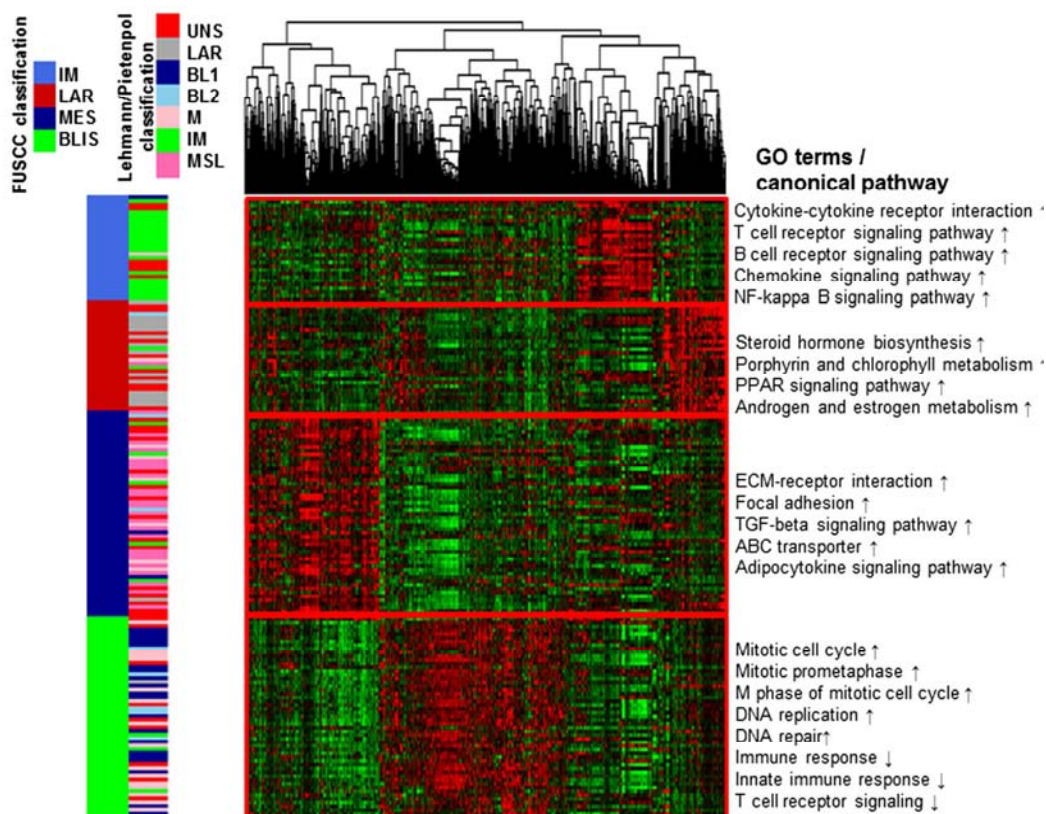 FUSCC classification
IM
LAR
MES
BLIS
Lehmann/Pietenpol
classification
UNS
LAR
BL1
BL2
M
IM
MSL
GO terms /
canonical pathway
Cytokine-cytokine receptor interaction ↑
T cell receptor signaling pathway ↑
B cell receptor signaling pathway ↑
Chemokine signaling pathway ↑
NF-kappa B signaling pathway ↑
Steroid hormone biosynthesis ↑
Porphyrin and chlorophyll metabolism ↑
PPAR signaling pathway ↑
Androgen and estrogen metabolism ↑
ECM-receptor interaction ↑
Focal adhesion ↑
TGF-beta signaling pathway ↑
ABC transporter ↑
Adipocytokine signaling pathway ↑
Mitotic cell cycle ↑
Mitotic prometaphase ↑
M phase of mitotic cell cycle ↑
DNA replication ↑
DNA repair↑
Immune response ↓
Innate immune response ↓
T cell receptor signaling ↓